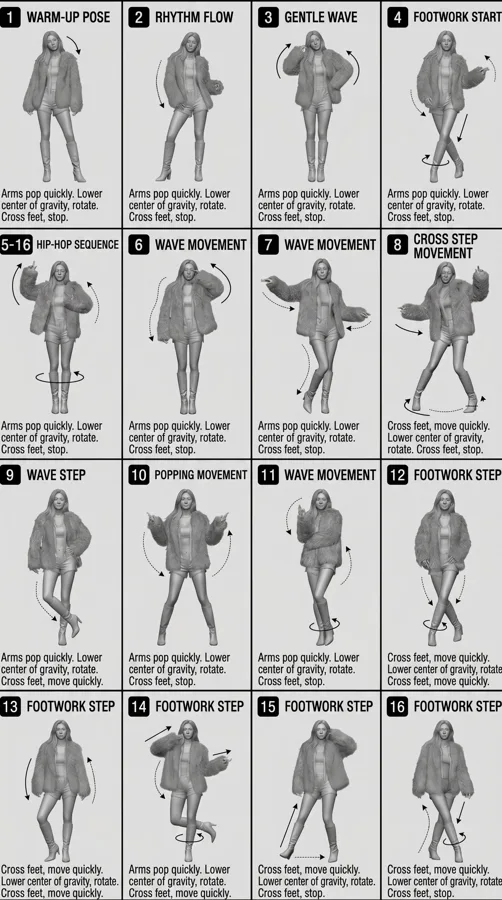 1 WARM-UP POSE
Arms pop quickly. Lower
center of gravity, rotate.
Cross feet, stop.
2 RHYTHM FLOW
Arms pop quickly. Lower
center of gravity, rotate.
Cross feet, stop.
3 GENTLE WAVE
Arms pop quickly. Lower
center of gravity, rotate.
Cross feet, stop.
4 FOOTWORK START
Arms pop quickly. Lower
center of gravity, rotate.
Cross feet, stop.
5-16 HIP-HOP SEQUENCE
Arms pop quickly. Lower
center of gravity, rotate.
Cross feet, stop.
6 WAVE MOVEMENT
Arms pop quickly. Lower
center of gravity, rotate.
Cross feet, stop.
7 WAVE MOVEMENT
Arms pop quickly. Lower
center of gravity, rotate.
Cross feet, stop.
8 CROSS STEP
MOVEMENT
Cross feet, move quickly.
Lower center of gravity,
rotate. Cross feet, stop.
9 WAVE STEP
Arms pop quickly. Lower
center of gravity, rotate.
Cross feet, move quickly.
10 POPPING MOVEMENT
Arms pop quickly. Lower
center of gravity, rotate.
Cross feet, stop.
11 WAVE MOVEMENT
Arms pop quickly. Lower
center of gravity, rotate.
Cross feet, stop.
12 FOOTWORK STEP
Cross feet, move quickly.
Lower center of gravity, rotate
Cross feet, move quickly.
13 FOOTWORK STEP
Cross feet, move quickly.
Lower center of gravity, rotate.
Cross feet, move quickly.
14 FOOTWORK STEP
Arms pop quickly. Lower
center of gravity, rotate.
Cross feet, move quickly.
15 FOOTWORK STEP
Cross feet, move quickly.
Lower center of gravity, rotate.
Cross feet, stop.
16 FOOTWORK STEP
Cross feet, move quickly.
Lower center of gravity, rotate
Cross feet, stop.